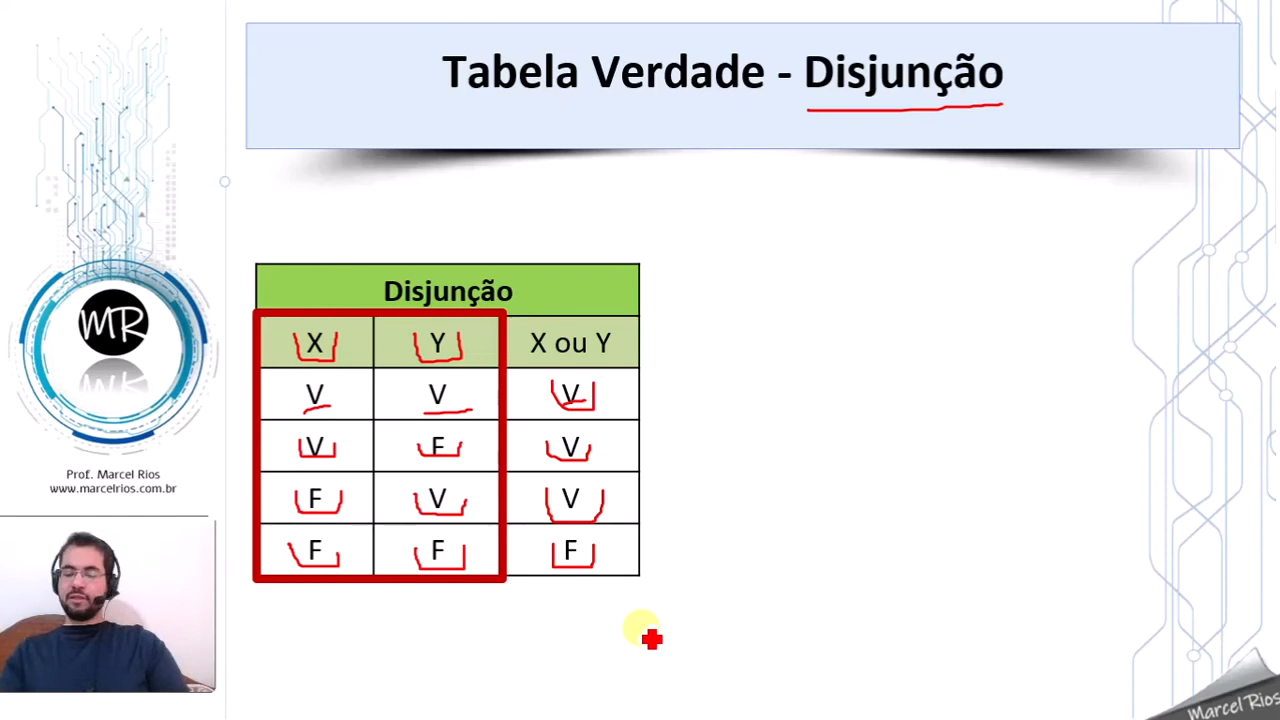 Tabela Verdade - Disjunção
MR
Prof. Marcel Rios
www.marcelrios.com.br
Disjunção
X Y X ou Y
V V V
V F V
F V V
F F F
Marcel Rios